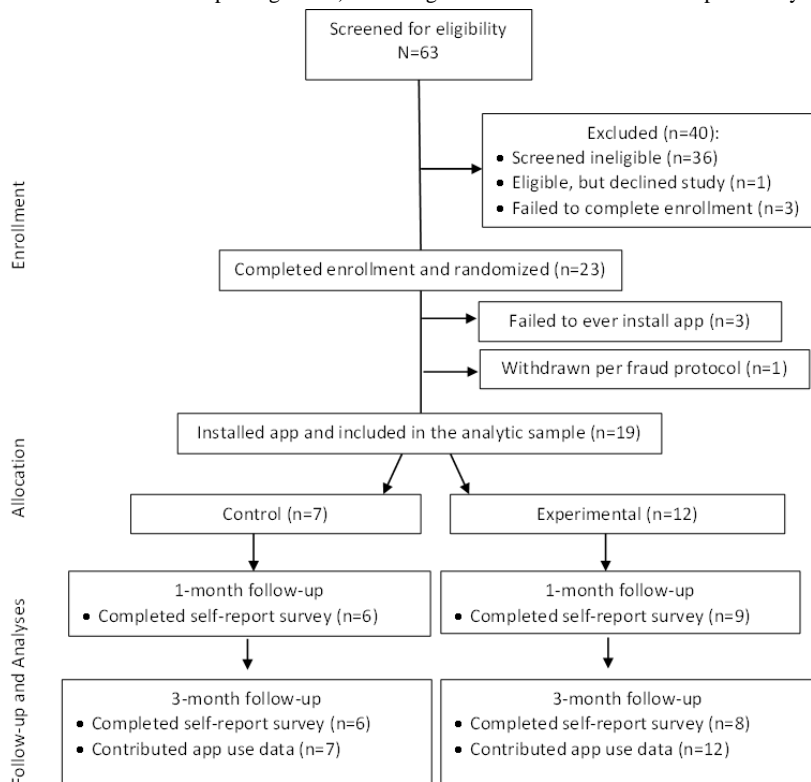 Screened for eligibility
N=63
Excluded (n=40):
• Screened ineligible (n=36)
• Eligible, but declined study (n=1)
• Failed to complete enrollment (n=3)
Enrollment
Completed enrollment and randomized (n=23)
Failed to ever install app (n=3)
Withdrawn per fraud protocol (n=1)
Installed app and included in the analytic sample (n=19)
Allocation
Control (n=7)
Experimental (n=12)
1-month follow-up
• Completed self-report survey (n=6)
1-month follow-up
• Completed self-report survey (n=9)
Follow-up and Analyses
3-month follow-up
• Completed self-report survey (n=6)
• Contributed app use data (n=7)
3-month follow-up
• Completed self-report survey (n=8)
• Contributed app use data (n=12)